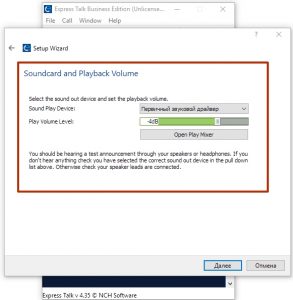 Express Talk Business Edition (Unlicense...
Call View Window Help
Setup Wizard
Soundcard and Playback Volume
Select the sound out device and set the playback volume.
Sound Play Device: Первичный звуковой драйвер
Play Volume Level: -4dB
Open Play Mixer
You should be hearing a test announcement through your speakers or headphones. If you
don't hear anything check you have selected the correct sound out device in the pull down
list above. Otherwise check your speaker leads are connected.
Далее Отмена
Express Talk v 4.35 © NCH Software